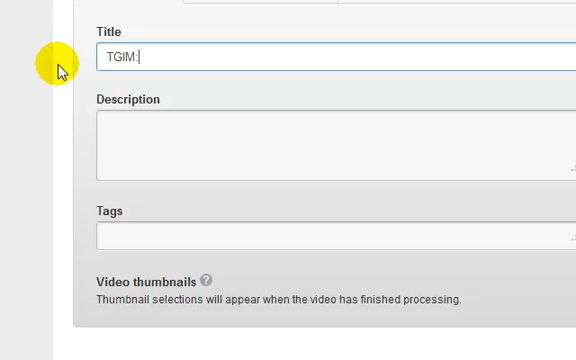 Title
TGIM:
Description
Tags
Video thumbnails ?
Thumbnail selections will appear when the video has finished processing.